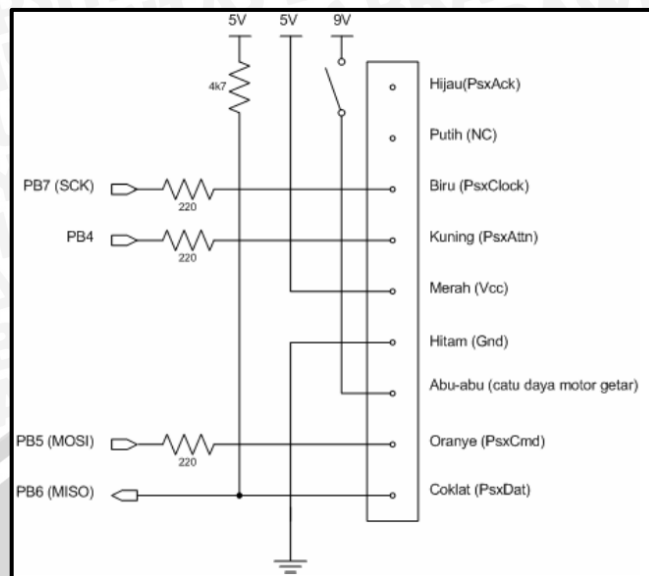 5V 5V 9V
4k7
Hijau(PsxAck)
Putih (NC)
PB7 (SCK)
220
Biru (PsxClock)
PB4
220
Kuning (PsxAttn)
Merah (Vcc)
Hitam (Gnd)
Abu-abu (catu daya motor getar)
PB5 (MOSI)
220
Oranye (PsxCmd)
PB6 (MISO)
Coklat (PsxDat)